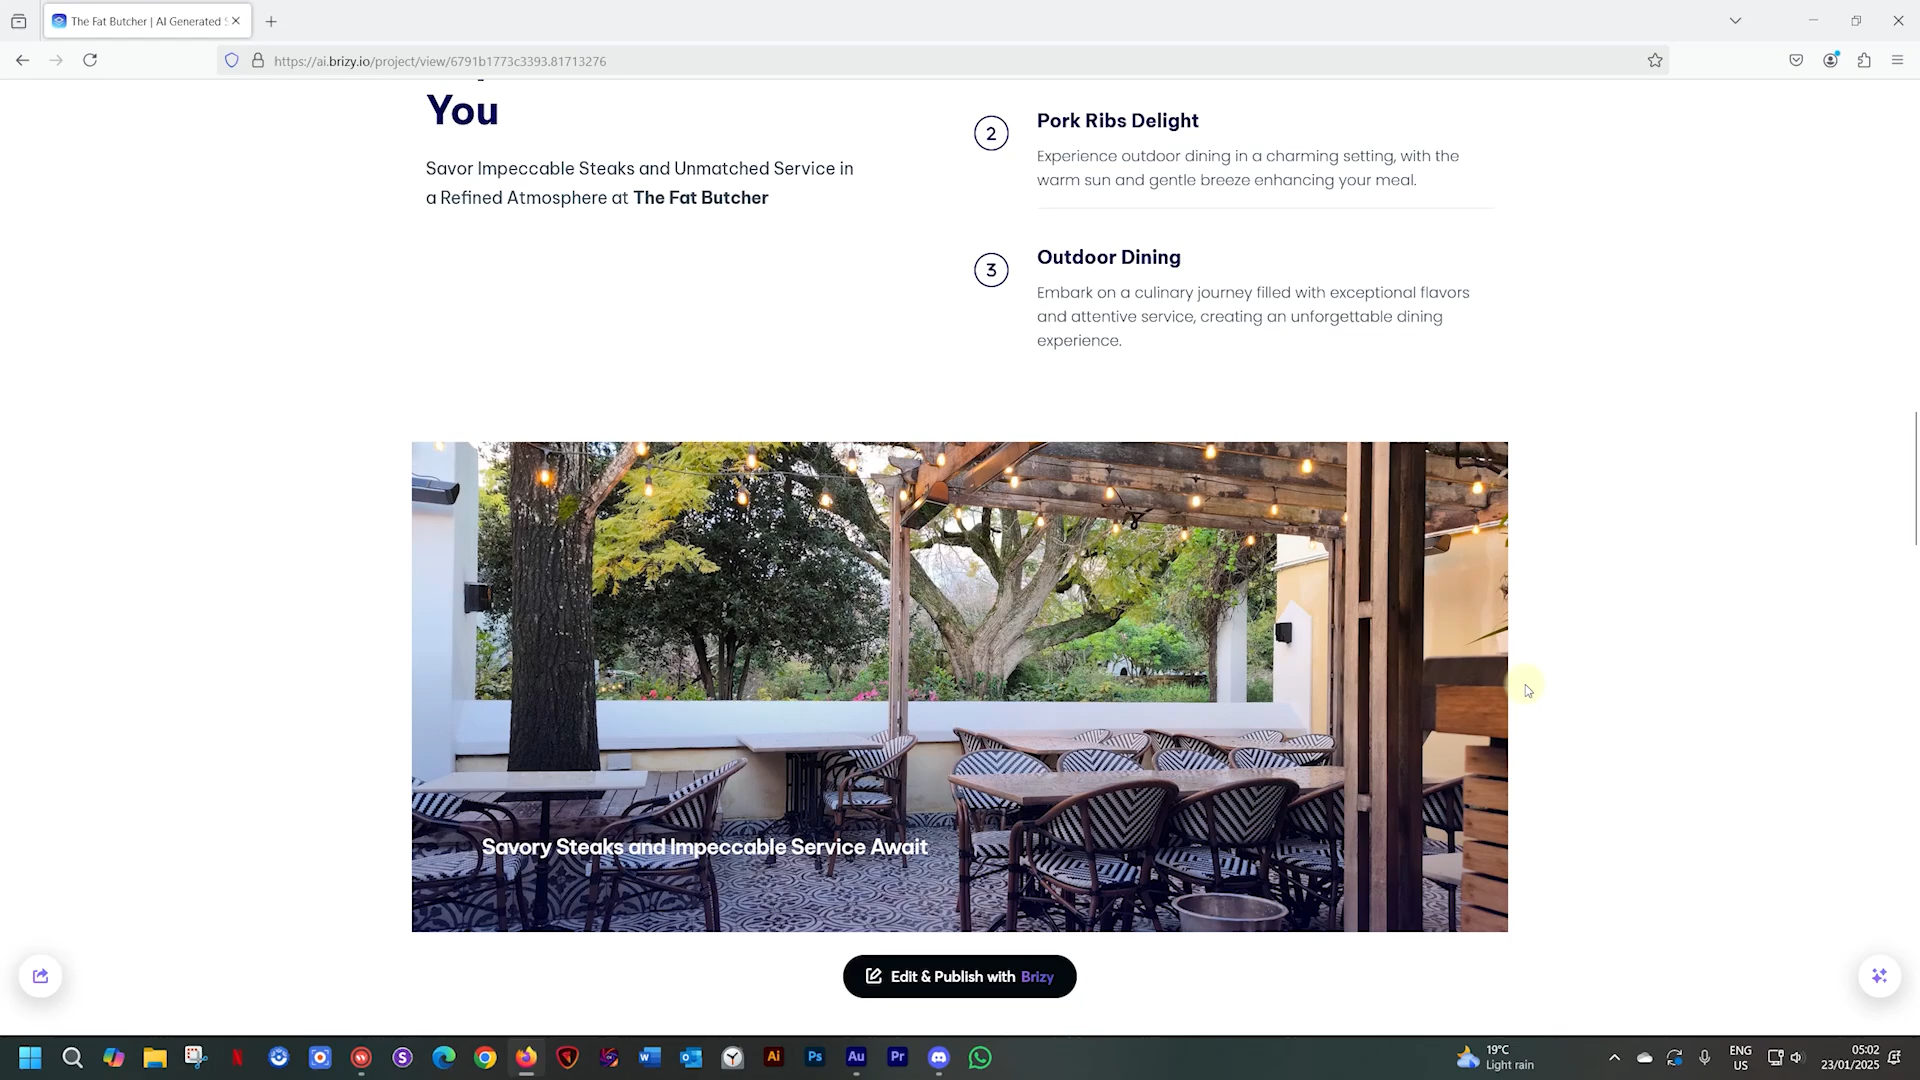 The Fat Butcher | AI Generated
https://ai.brizy.io/project/view/6791b1773c3393.81713276
You
Savor Impeccable Steaks and Unmatched Service in
a Refined Atmosphere at The Fat Butcher
2
Pork Ribs Delight
Experience outdoor dining in a charming setting, with the
warm sun and gentle breeze enhancing your meal.
3
Outdoor Dining
Embark on a culinary journey filled with exceptional flavors
and attentive service, creating an unforgettable dining
experience.
Savory Steaks and Impeccable Service Await
Edit & Publish with Brizy
19°C
Light rain
ENG
US
05:02
23/01/2025